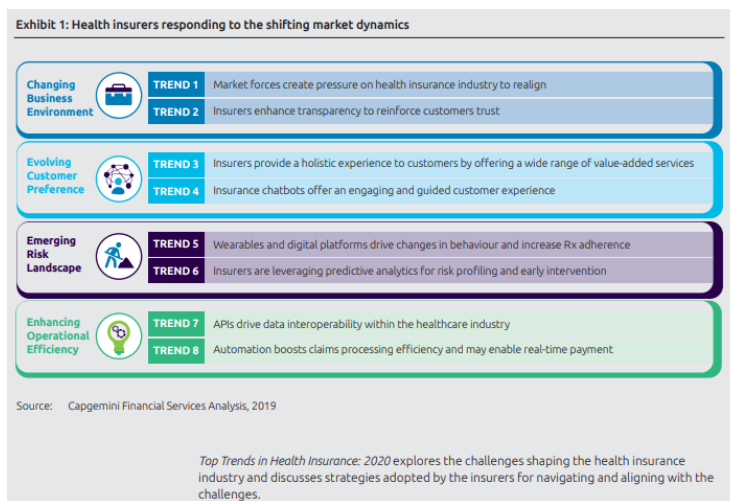 Exhibit 1: Health insurers responding to the shifting market dynamics
Changing
Business
Environment
TREND 1 Market forces create pressure on health insurance industry to realign
TREND 2 Insurers enhance transparency to reinforce customers trust
Evolving
Customer
Preference
TREND 3 Insurers provide a holistic experience to customers by offering a wide range of value-added services
TREND 4 Insurance chatbots offer an engaging and guided customer experience
Emerging
Risk
Landscape
TREND 5 Wearables and digital platforms drive changes in behaviour and increase Rx adherence
TREND 6 Insurers are leveraging predictive analytics for risk profiling and early intervention
Enhancing
Operational
Efficiency
TREND 7 APIs drive data interoperability within the healthcare industry
TREND 8 Automation boosts claims processing efficiency and may enable real-time payment
Source: Capgemini Financial Services Analysis, 2019
Top Trends in Health Insurance: 2020 explores the challenges shaping the health insurance
industry and discusses strategies adopted by the insurers for navigating and aligning with the
challenges.